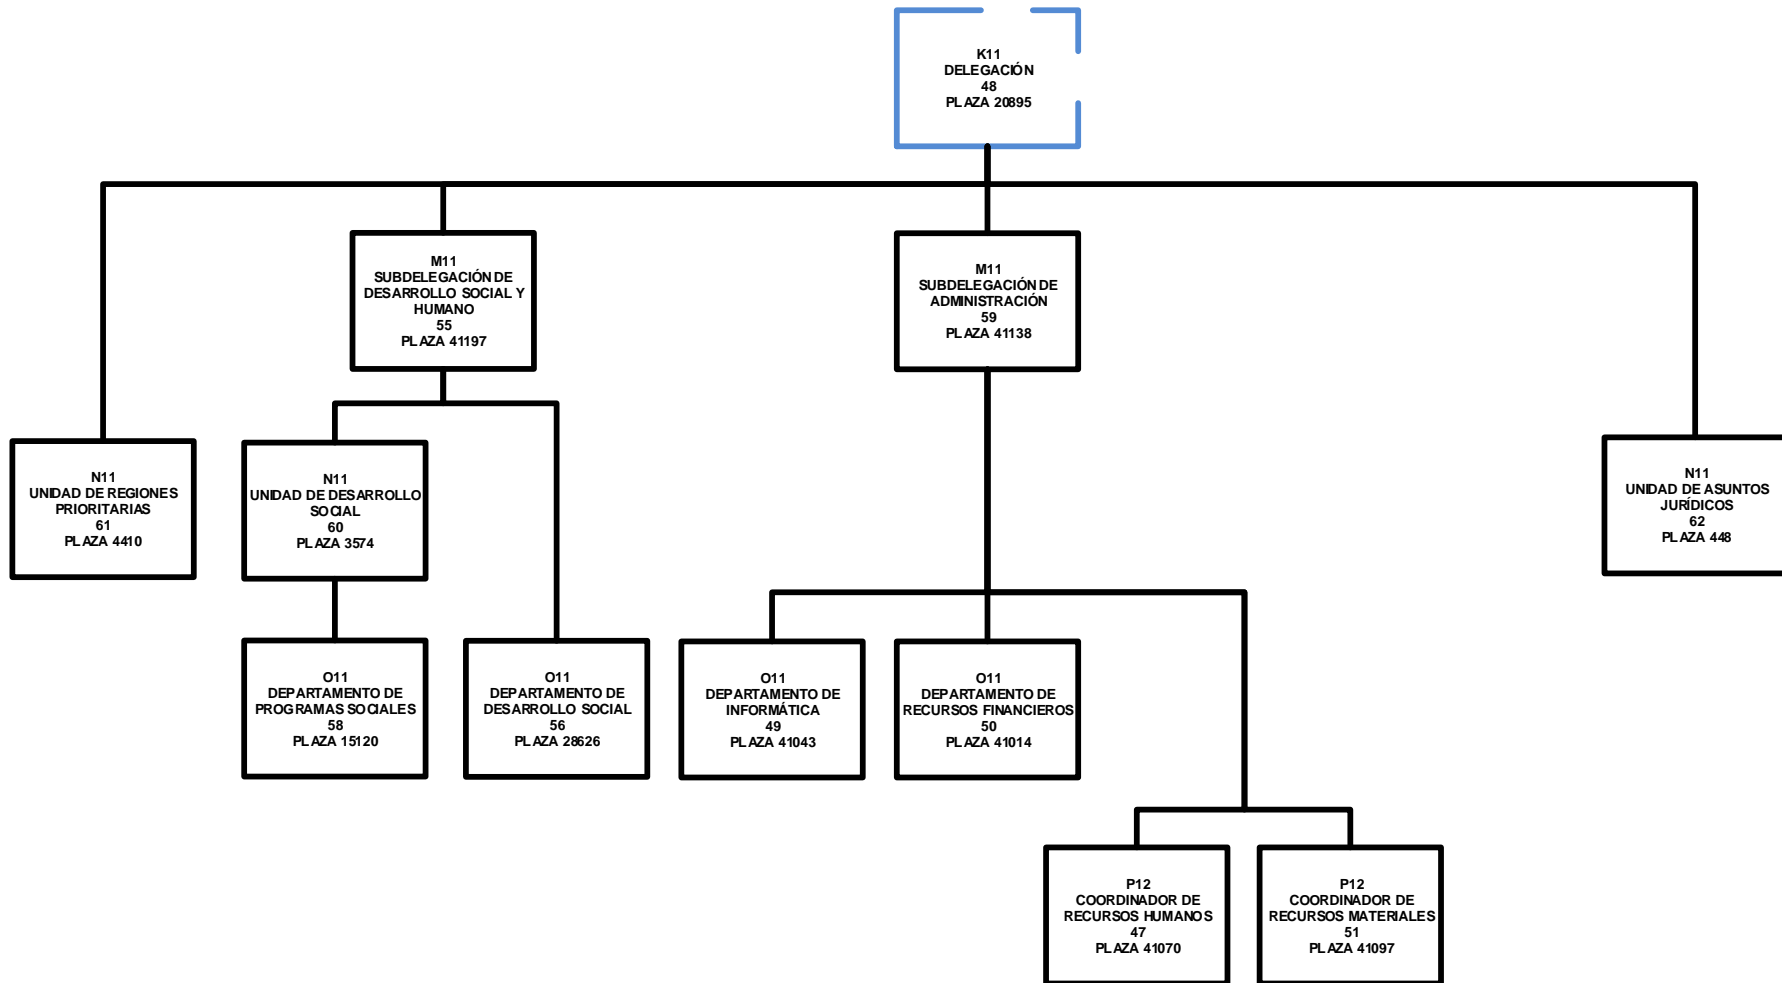 K11
DELEGACIÓN
48
PLAZA 20895
M11
SUBDELEGACIÓN DE
DESARROLLO SOCIAL Y
HUMANO
55
PLAZA 41197
M11
SUBDELEGACIÓN DE
ADMINISTRACIÓN
59
PLAZA 41138
N11
UNIDAD DE REGIONES
PRIORITARIAS
61
PLAZA 4410
N11
UNIDAD DE DESARROLLO
SOCIAL
60
PLAZA 3574
N11
UNIDAD DE ASUNTOS
JURÍDICOS
62
PLAZA 448
O11
DEPARTAMENTO DE
PROGRAMAS SOCIALES
58
PLAZA 15120
O11
DEPARTAMENTO DE
DESARROLLO SOCIAL
56
PLAZA 28626
O11
DEPARTAMENTO DE
INFORMÁTICA
49
PLAZA 41043
O11
DEPARTAMENTO DE
RECURSOS FINANCIEROS
50
PLAZA 41014
P12
COORDINADOR DE
RECURSOS HUMANOS
47
PLAZA 41070
P12
COORDINADOR DE
RECURSOS MATERIALES
51
PLAZA 41097